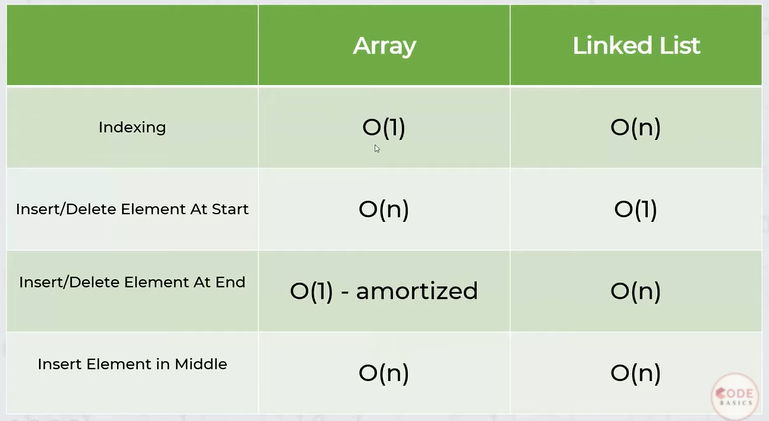 Array
Linked List
Indexing
O(1)
O(n)
Insert/Delete Element At Start
O(n)
O(1)
Insert/Delete Element At End
O(1) - amortized
O(n)
Insert Element in Middle
O(n)
O(n)
CODE
BASICS